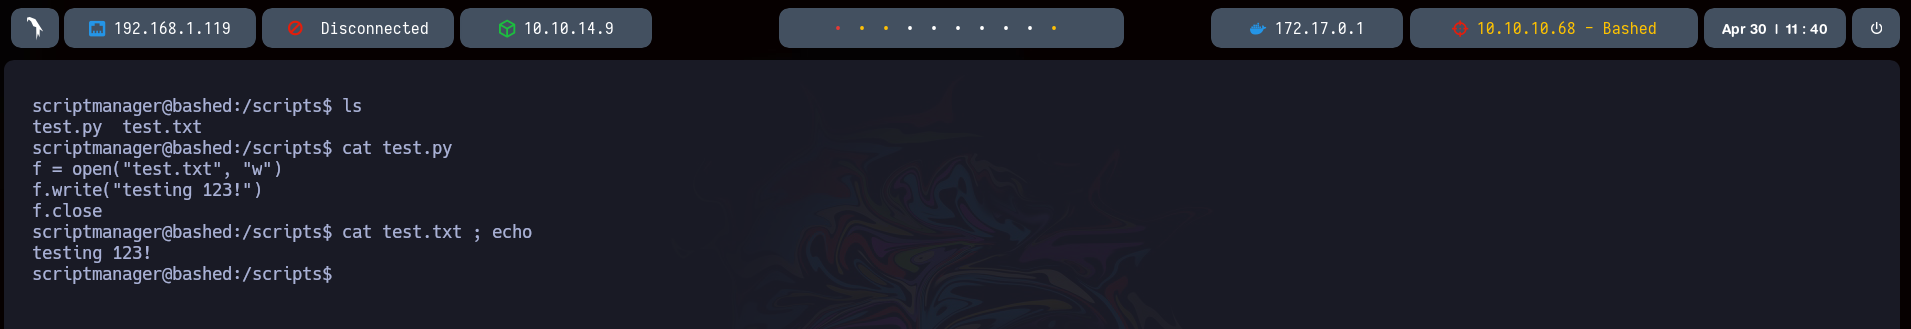 192.168.1.119 Disconnected 10.10.14.9 172.17.0.1 10.10.10.68 - Bashed Apr 30 | 11 : 40
scriptmanager@bashed:/scripts$ ls
test.py  test.txt
scriptmanager@bashed:/scripts$ cat test.py
f = open("test.txt", "w")
f.write("testing 123!")
f.close
scriptmanager@bashed:/scripts$ cat test.txt ; echo
testing 123!
scriptmanager@bashed:/scripts$